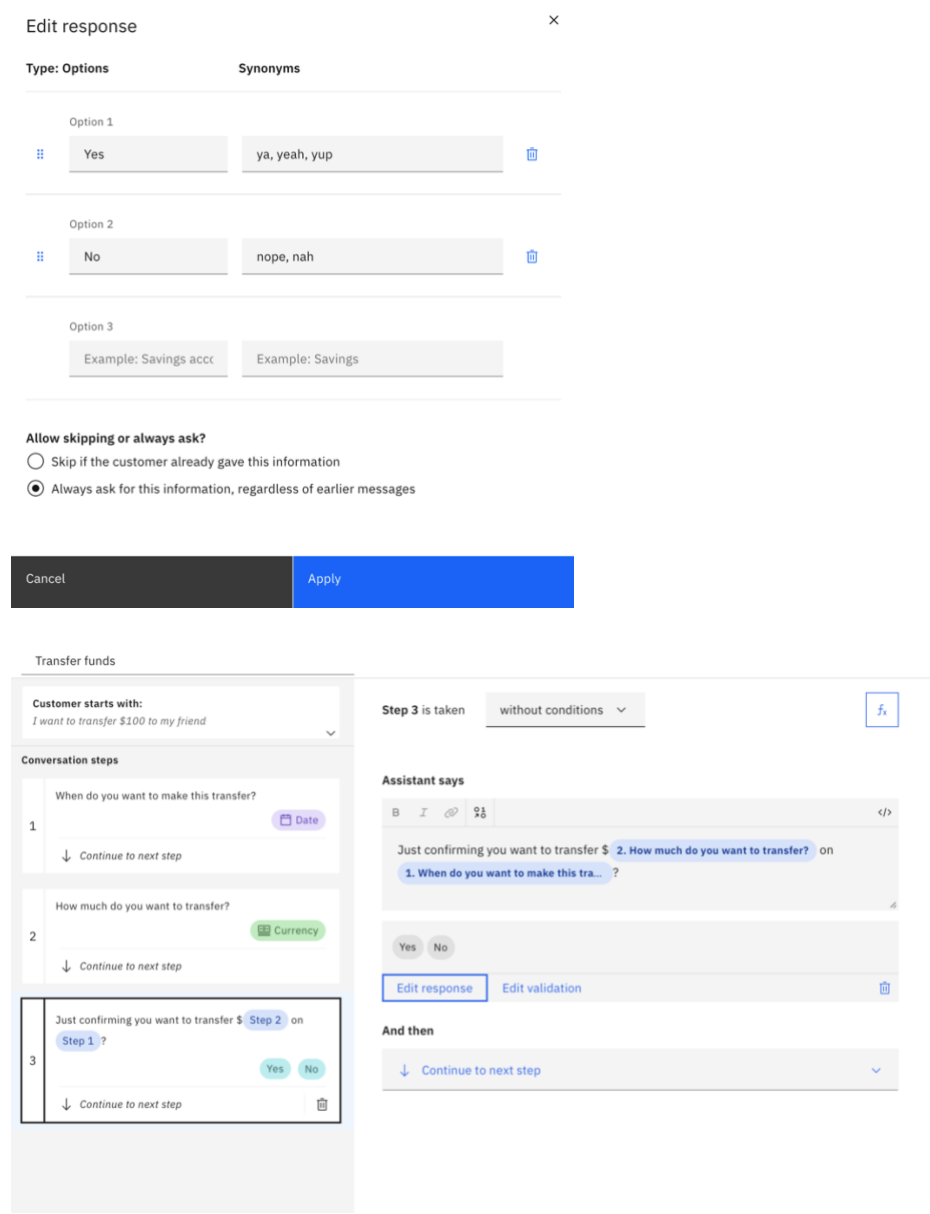 Edit response
Type: Options Synonyms
Option 1
Yes ya, yeah, yup
Option 2
No nope, nah
Option 3
Example: Savings acc
Example: Savings
Allow skipping or always ask?
Skip if the customer already gave this information
Always ask for this information, regardless of earlier messages
Cancel Apply
Transfer funds
Customer starts with:
I want to transfer $100 to my friend
Conversation steps
1
When do you want to make this transfer?
Date
Continue to next step
2
How much do you want to transfer?
Currency
Continue to next step
3
Just confirming you want to transfer $ Step 2 on
Step 1 ?
Yes No
Continue to next step
Step 3 is taken without conditions fx
Assistant says
B I </>
Just confirming you want to transfer $ 2. How much do you want to transfer? on
1. When do you want to make this tra... ?
Yes No
Edit response Edit validation
And then
Continue to next step